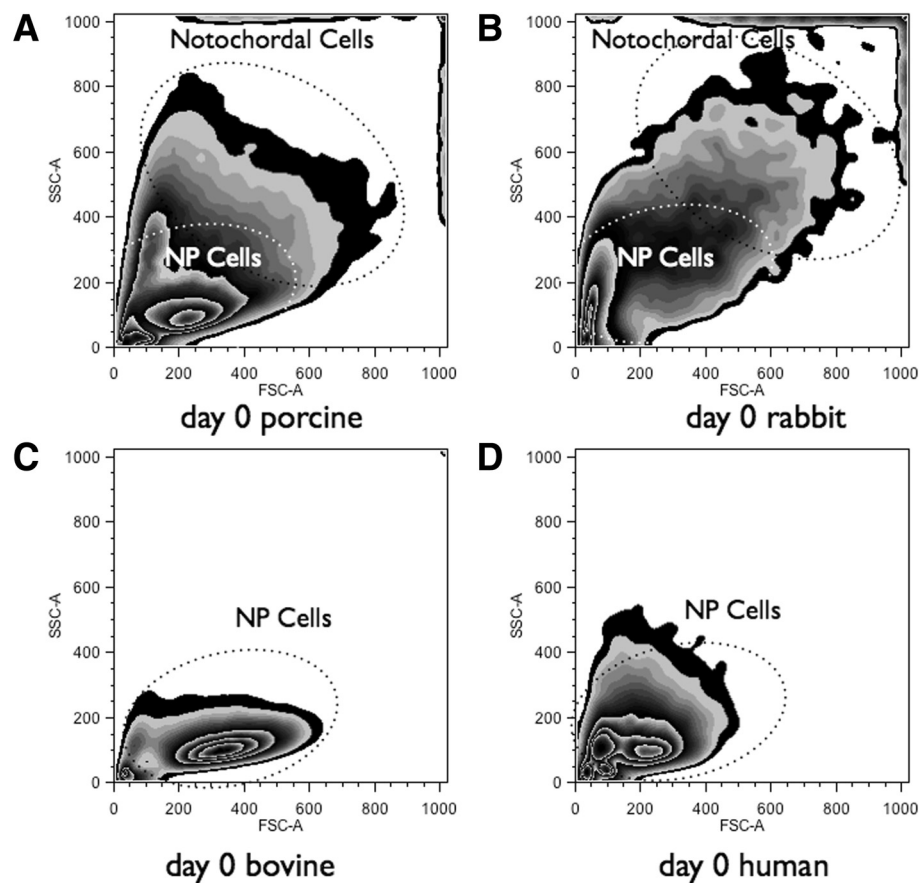 A
Notochordal Cells
NP Cells
SSC-A
1000
800
600
400
200
0
0 200 400 600 800 1000
FSC-A
day 0 porcine
B
Notochordal Cells
NP Cells
SSC-A
1000
800
600
400
200
0
0 200 400 600 800 1000
FSC-A
day 0 rabbit
C
NP Cells
SSC-A
1000
800
600
400
200
0
0 200 400 600 800 1000
FSC-A
day 0 bovine
D
NP Cells
SSC-A
1000
800
600
400
200
0
0 200 400 600 800 1000
FSC-A
day 0 human